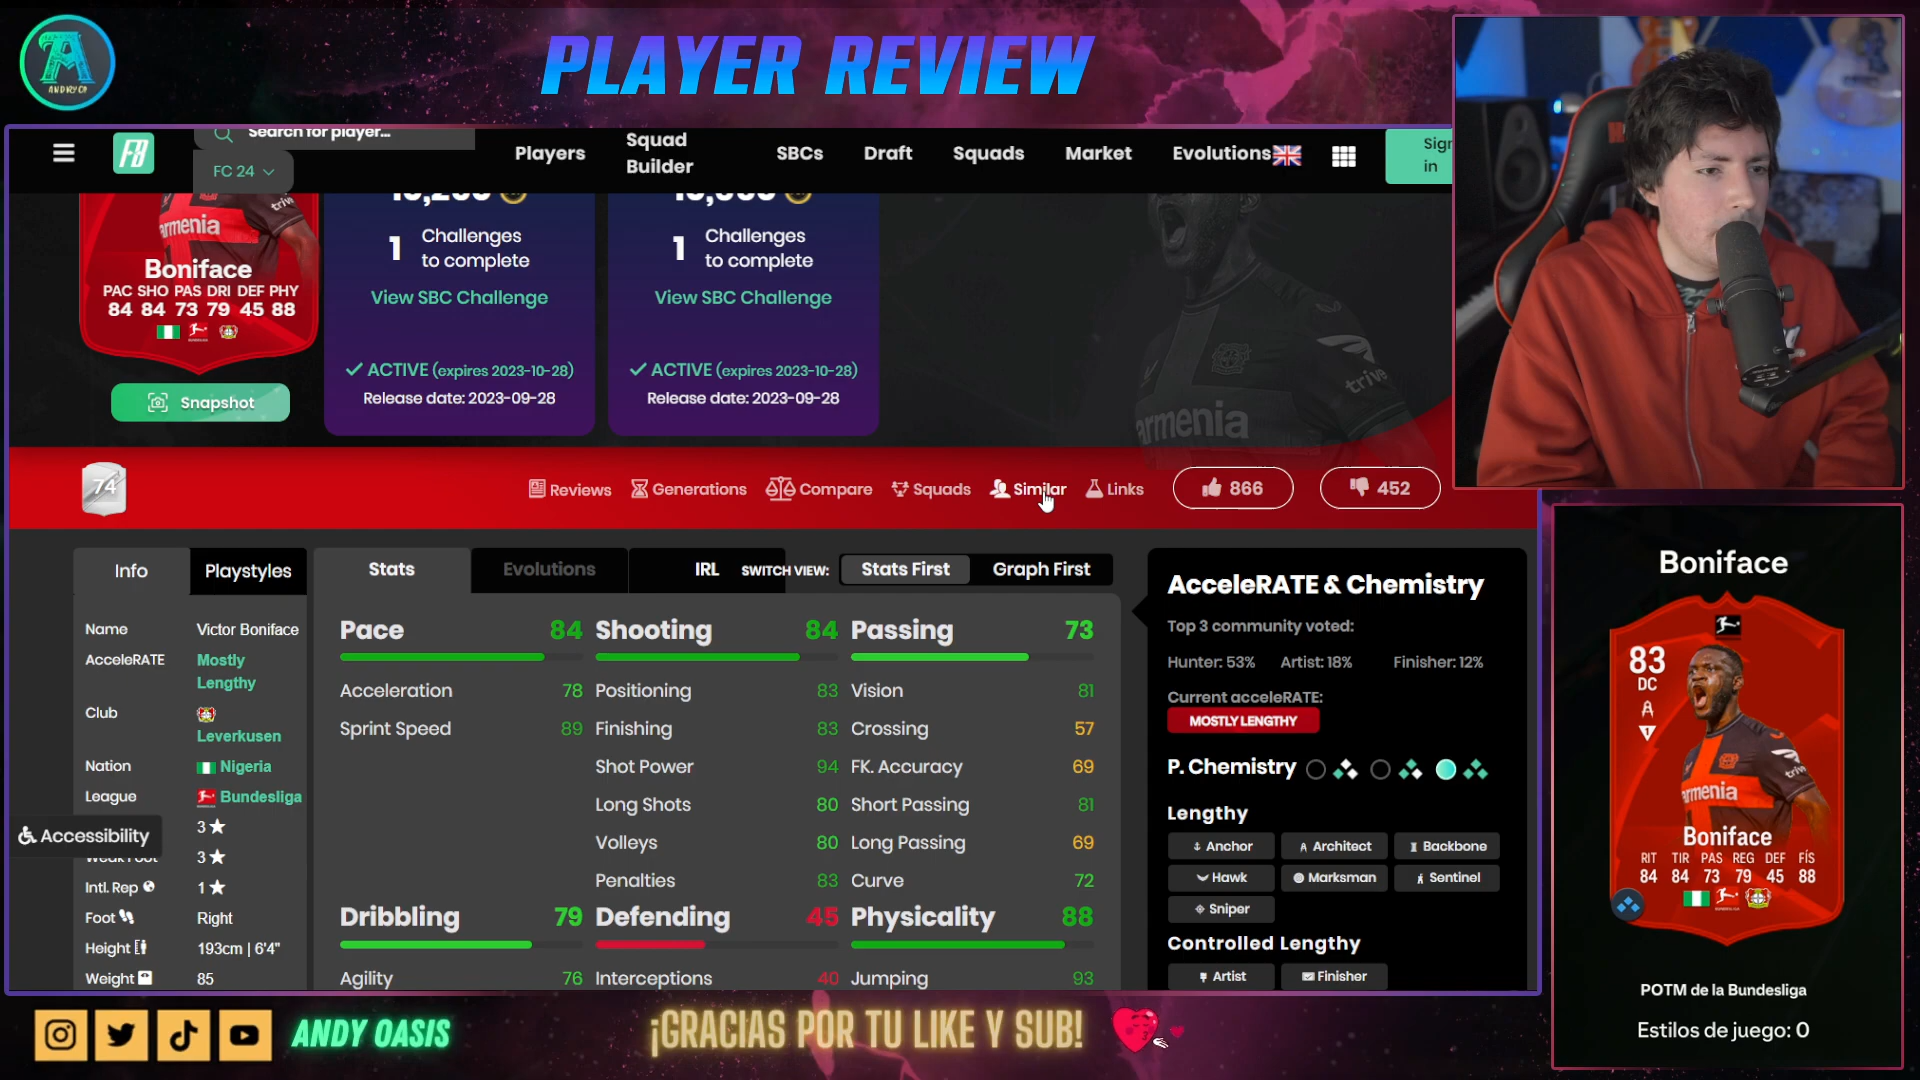 PLAYER REVIEW
ANDRYCO
Search for player...
FC 24
Players
Squad
Builder
SBCs
Draft
Squads
Market
Evolutions
Sign
in
trive
armenia
Boniface
PAC SHO PAS DRI DEF PHY
84 84 73 79 45 88
Snapshot
1
Challenges
to complete
View SBC Challenge
ACTIVE (expires 2023-10-28)
Release date: 2023-09-28
1
Challenges
to complete
View SBC Challenge
ACTIVE (expires 2023-10-28)
Release date: 2023-09-28
trive
armenia
74
Reviews
Generations
Compare
Squads
Similar
Links
866
452
Info
Playstyles
Name Victor Boniface
AcceleRATE Mostly
Lengthy
Club
Leverkusen
Nation Nigeria
League Bundesliga
3
Accessibility
Weak Foot 3
Intl. Rep 1
Foot Right
Height 193cm | 6'4"
Weight 85
Stats
Evolutions
IRL
SWITCH VIEW:
Stats First
Graph First
Pace 84
Acceleration 78
Sprint Speed 89
Shooting 84
Positioning 83
Finishing 83
Shot Power 94
Long Shots 80
Volleys 80
Penalties 83
Passing 73
Vision 81
Crossing 57
FK. Accuracy 69
Short Passing 81
Long Passing 69
Curve 72
Dribbling 79
Agility 76
Defending 45
Interceptions 40
Physicality 88
Jumping 93
AcceleRATE & Chemistry
Top 3 community voted:
Hunter: 53% Artist: 18% Finisher: 12%
Current acceleRATE:
MOSTLY LENGTHY
P. Chemistry
Lengthy
Anchor
Architect
Backbone
Hawk
Marksman
Sentinel
Sniper
Controlled Lengthy
Artist
Finisher
Boniface
83
DC
trive
armenia
Boniface
RIT TIR PAS REG DEF FÍS
84 84 73 79 45 88
POTM de la Bundesliga
Estilos de juego: 0
ANDY OASIS
¡GRACIAS POR TU LIKE Y SUB!